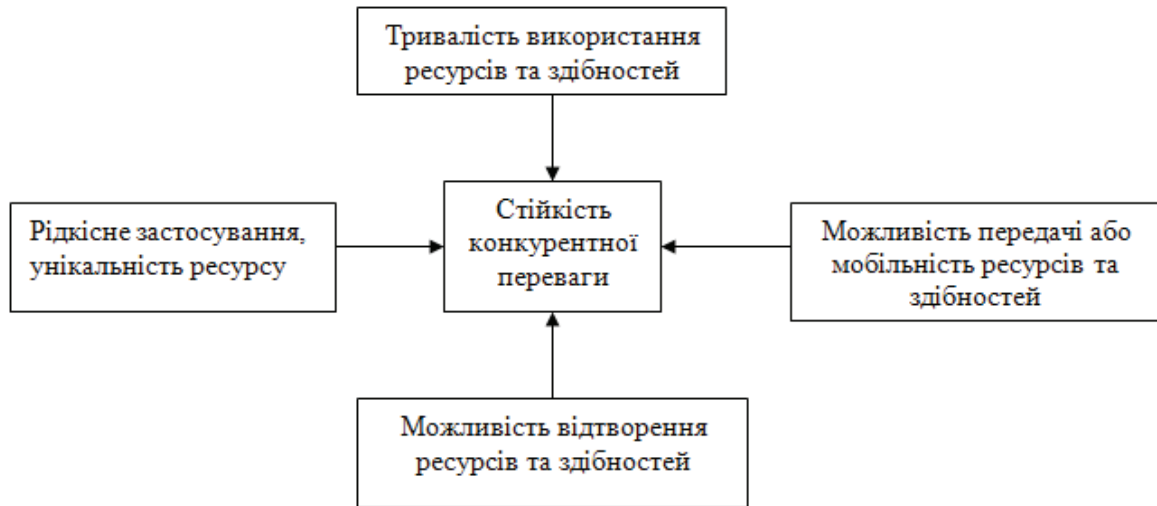 Тривалість використання
ресурсів та здібностей
Рідкісне застосування,
унікальність ресурсу
Стійкість
конкурентної
переваги
Можливість передачі або
мобільність ресурсів та
здібностей
Можливість відтворення
ресурсів та здібностей